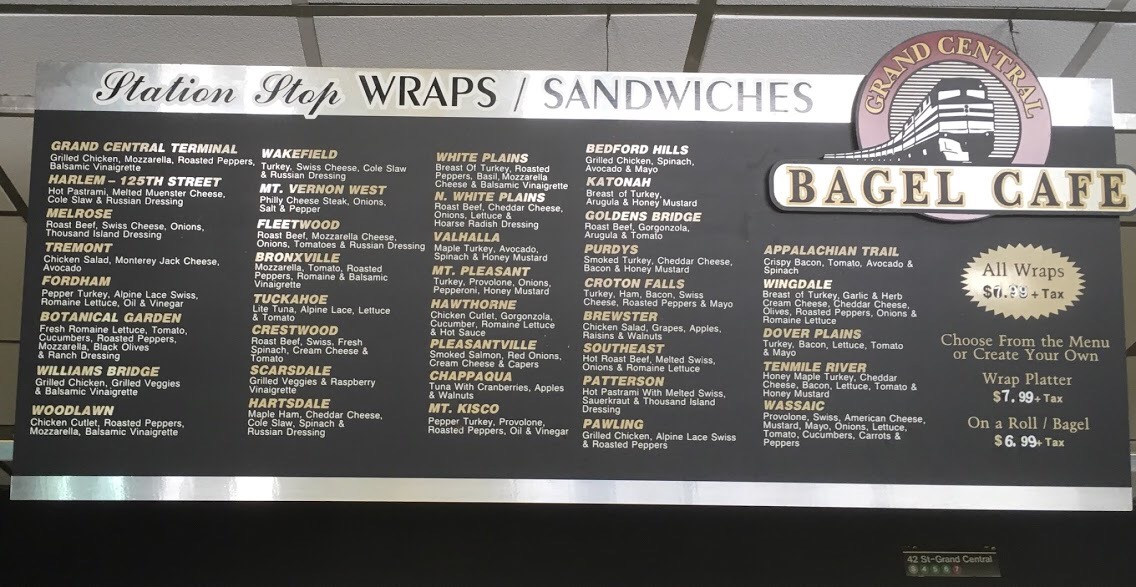 Station Stop WRAPS / SANDWICHES
GRAND CENTRAL
BAGEL CAFE
GRAND CENTRAL TERMINAL
Grilled Chicken, Mozzarella, Roasted Peppers,
Balsamic Vinaigrette
HARLEM – 125TH STREET
Hot Pastrami, Melted Muenster Cheese,
Cole Slaw & Russian Dressing
MELROSE
Roast Beef, Swiss Cheese, Onions,
Thousand Island Dressing
TREMONT
Chicken Salad, Monterey Jack Cheese,
Avocado
FORDHAM
Pepper Turkey, Alpine Lace Swiss,
Romaine Lettuce, Oil & Vinegar
BOTANICAL GARDEN
Fresh Romaine Lettuce, Tomato,
Cucumbers, Roasted Peppers,
Mozzarella, Black Olives
& Ranch Dressing
WILLIAMS BRIDGE
Grilled Chicken, Grilled Veggies
& Balsamic Vinaigrette
WOODLAWN
Chicken Cutlet, Roasted Peppers,
Mozzarella, Balsamic Vinaigrette
WAKEFIELD
Turkey, Swiss Cheese, Cole Slaw
& Russian Dressing
MT. VERNON WEST
Philly Cheese Steak, Onions,
Salt & Pepper
FLEETWOOD
Roast Beef, Mozzarella Cheese,
Onions, Tomatoes & Russian Dressing
BRONXVILLE
Mozzarella, Tomato, Roasted
Peppers, Romaine & Balsamic
Vinaigrette
TUCKAHOE
Lite Tuna, Alpine Lace, Lettuce
& Tomato
CRESTWOOD
Roast Beef, Swiss, Fresh
Spinach, Cream Cheese &
Tomato
SCARSDALE
Grilled Veggies & Raspberry
Vinaigrette
HARTSDALE
Maple Ham, Cheddar Cheese,
Cole Slaw, Spinach &
Russian Dressing
WHITE PLAINS
Breast Of Turkey, Roasted
Peppers, Basil, Mozzarella
Cheese & Balsamic Vinaigrette
N. WHITE PLAINS
Roast Beef, Cheddar Cheese,
Onions, Lettuce &
Hoarse Radish Dressing
VALHALLA
Maple Turkey, Avocado,
Spinach & Honey Mustard
MT. PLEASANT
Turkey, Provolone, Onions,
Pepperoni, Honey Mustard
HAWTHORNE
Chicken Cutlet, Gorgonzola,
Cucumber, Romaine Lettuce
& Hot Sauce
PLEASANTVILLE
Smoked Salmon, Red Onions,
Cream Cheese & Capers
CHAPPAQUA
Tuna With Cranberries, Apples
& Walnuts
MT. KISCO
Pepper Turkey, Provolone,
Roasted Peppers, Oil & Vinegar
BEDFORD HILLS
Grilled Chicken, Spinach,
Avocado & Mayo
KATONAH
Breast of Turkey,
Arugula & Honey Mustard
GOLDENS BRIDGE
Roast Beef, Gorgonzola,
Arugula & Tomato
PURDYS
Smoked Turkey, Cheddar Cheese,
Bacon & Honey Mustard
CROTON FALLS
Turkey, Ham, Bacon, Swiss
Cheese, Roasted Peppers & Mayo
BREWSTER
Chicken Salad, Grapes, Apples,
Raisins & Walnuts
SOUTHEAST
Hot Roast Beef, Melted Swiss,
Onions & Romaine Lettuce
PATTERSON
Hot Pastrami With Melted Swiss,
Sauerkraut & Thousand Island
Dressing
PAWLING
Grilled Chicken, Alpine Lace Swiss
& Roasted Peppers
APPALACHIAN TRAIL
Crispy Bacon, Tomato, Avocado &
Spinach
WINGDALE
Breast of Turkey, Garlic & Herb
Cream Cheese, Cheddar Cheese,
Olives, Roasted Peppers, Onions &
Romaine Lettuce
DOVER PLAINS
Turkey, Bacon, Lettuce, Tomato
& Mayo
TENMILE RIVER
Honey Maple Turkey, Cheddar
Cheese, Bacon, Lettuce, Tomato &
Honey Mustard
WASSAIC
Provolone, Swiss, American Cheese,
Mustard, Mayo, Onions, Lettuce,
Tomato, Cucumbers, Carrots &
Peppers
All Wraps
+ Tax
Choose From the Menu
or Create Your Own
Wrap Platter
$7.99+ Tax
On a Roll / Bagel
$6.99+ Tax
42 St-Grand Central
S 4 5 6 7